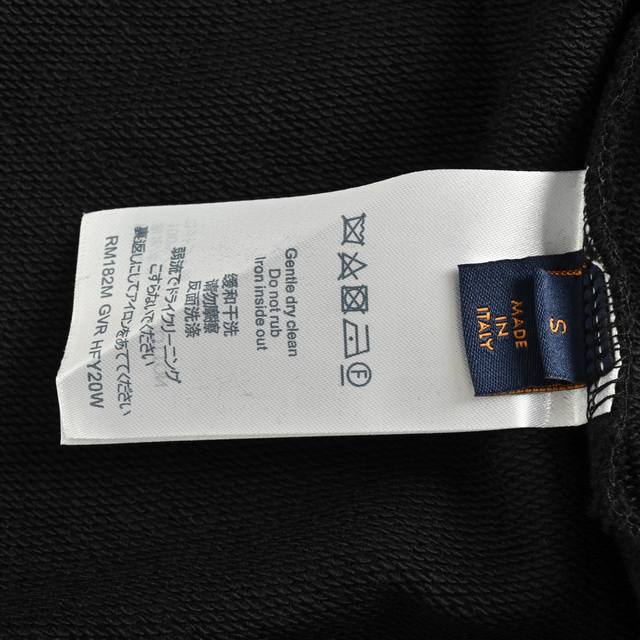 Gentle dry clean
Do not rub
Iron inside out
缓和干洗
请勿擦擦
反面洗涤
弱流でドライクリーニング
こすらないでください
裏返しにしてアイロンをあててください
RM182M GVR HFY20W
MADE
IN
ITALY
S